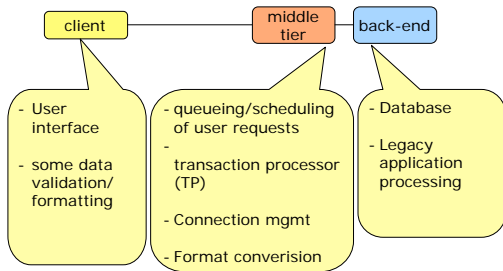 client
middle
tier
back-end
- User
interface
- some data
validation/
formatting
- queueing/scheduling
of user requests
-
transaction processor
(TP)
- Connection mgmt
- Format converision
- Database
- Legacy
application
processing